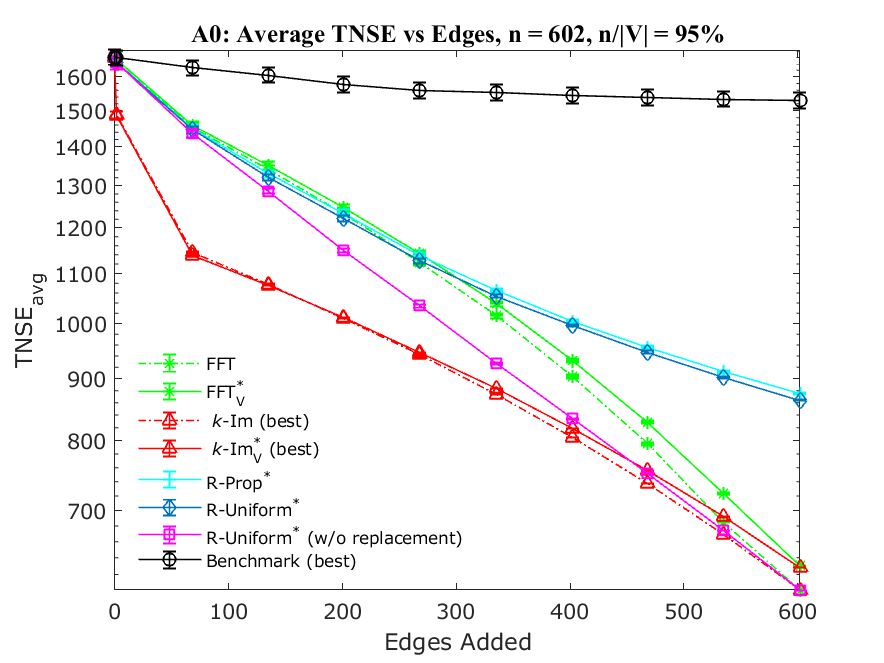 A0: Average TNSE vs Edges, n = 602, n/|V| = 95%
1600
1500
1400
1300
1200
1100
1000
900
800
700
TNSE_avg
FFT
FFT*_V
k-Im (best)
k-Im*_V (best)
R-Prop*
R-Uniform*
R-Uniform* (w/o replacement)
Benchmark (best)
0 100 200 300 400 500 600
Edges Added